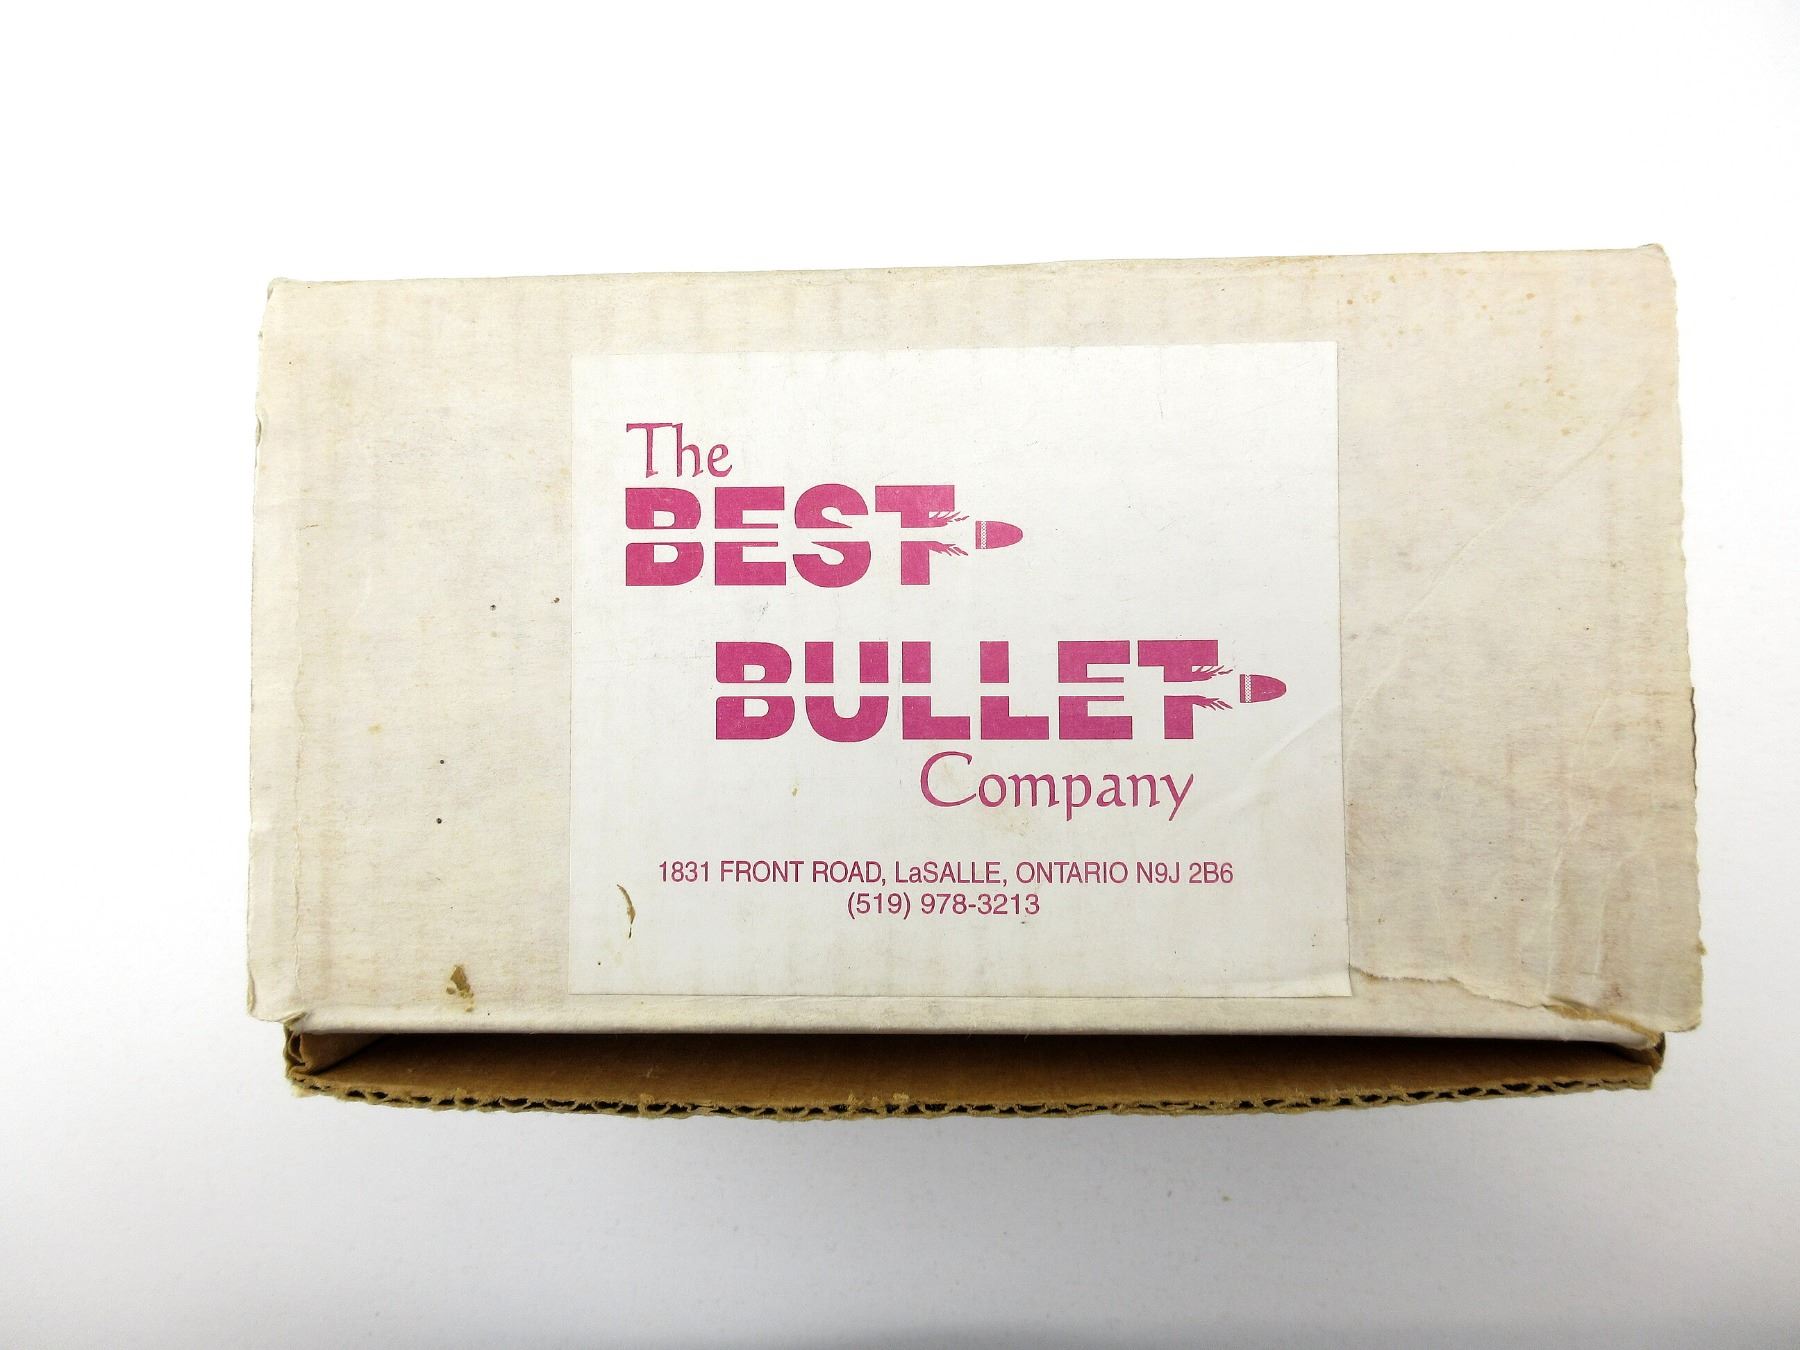 The
BEST
BULLET
Company
1831 FRONT ROAD, LaSALLE, ONTARIO N9J 2B6
(519) 978-3213